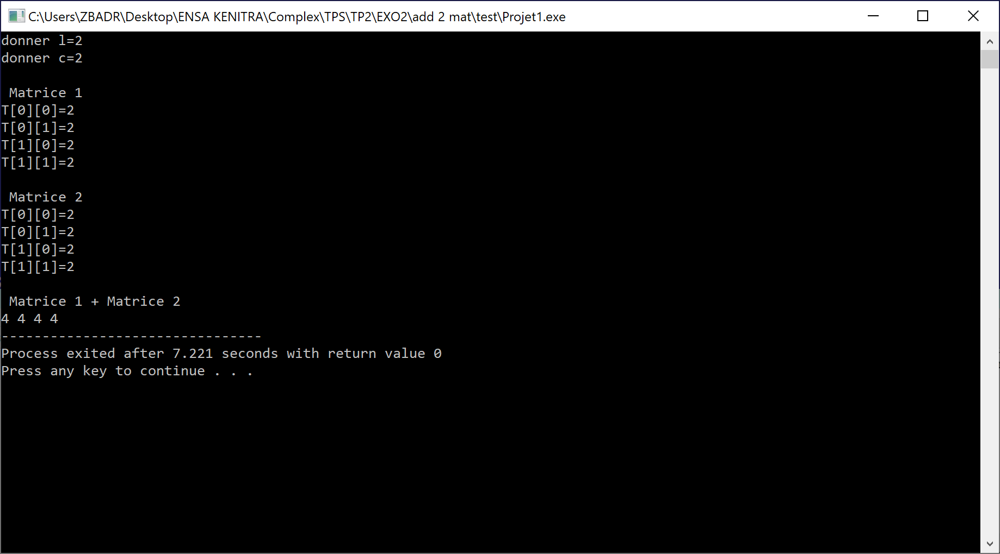 C:\Users\ZBADR\Desktop\ENSA KENITRA\Complex\TPS\TP2\EXO2\add 2 mat\test\Projet1.exe
donner l=2
donner c=2
Matrice 1
T[0][0]=2
T[0][1]=2
T[1][0]=2
T[1][1]=2
Matrice 2
T[0][0]=2
T[0][1]=2
T[1][0]=2
T[1][1]=2
Matrice 1 + Matrice 2
4 4 4 4
--------------------------------
Process exited after 7.221 seconds with return value 0
Press any key to continue . . .